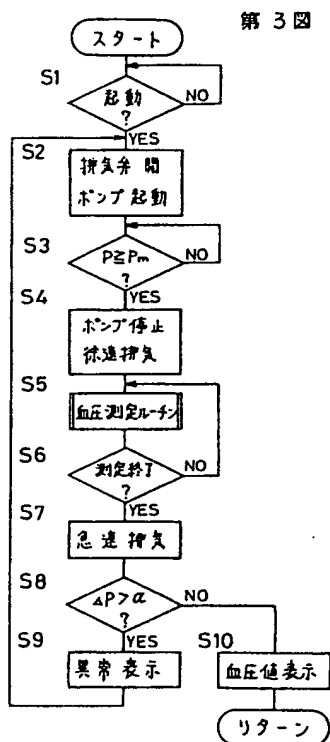 第3図
スタート
S1
起動
?
NO
YES
S2
排気弁 開
ポンプ起動
S3
P≧Pm
?
NO
YES
S4
ポンプ停止
徐速排気
S5
血圧測定ルーチン
S6
測定終了
?
NO
YES
S7
急速排気
S8
ΔP>α
?
NO
YES
S9
異常表示
S10
血圧値表示
リターン